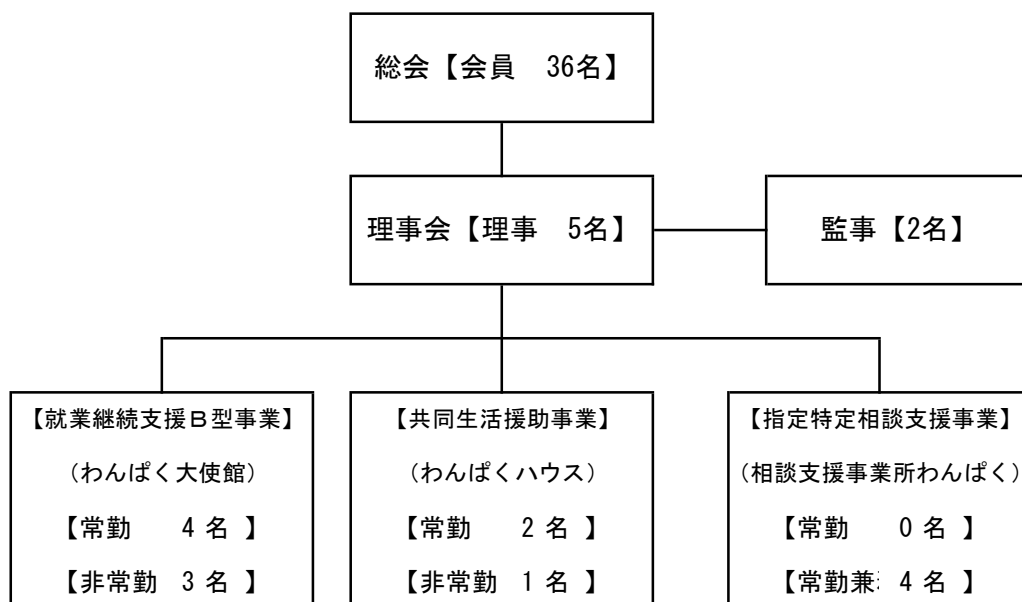 総会【会員　36名】
理事会【理事　5名】
監事【2名】
【就業継続支援Ｂ型事業】
（わんぱく大使館）
【常勤　4 名 】
【非常勤 3 名 】
【共同生活援助事業】
（わんぱくハウス）
【常勤　2 名 】
【非常勤 1 名 】
【指定特定相談支援事業】
（相談支援事業所わんぱく）
【常勤　0 名 】
【常勤兼 4 名 】